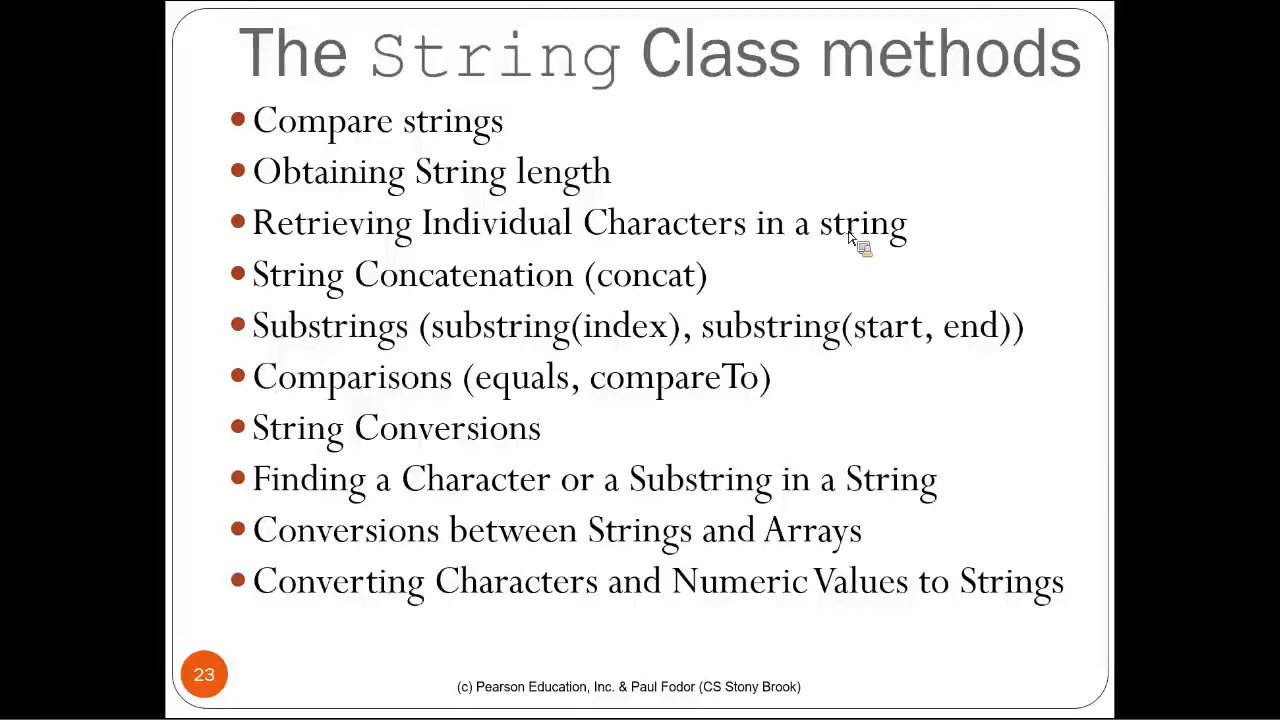 The String Class methods
Compare strings
Obtaining String length
Retrieving Individual Characters in a string
String Concatenation (concat)
Substrings (substring(index), substring(start, end))
Comparisons (equals, compareTo)
String Conversions
Finding a Character or a Substring in a String
Conversions between Strings and Arrays
Converting Characters and Numeric Values to Strings
23
(c) Pearson Education, Inc. & Paul Fodor (CS Stony Brook)